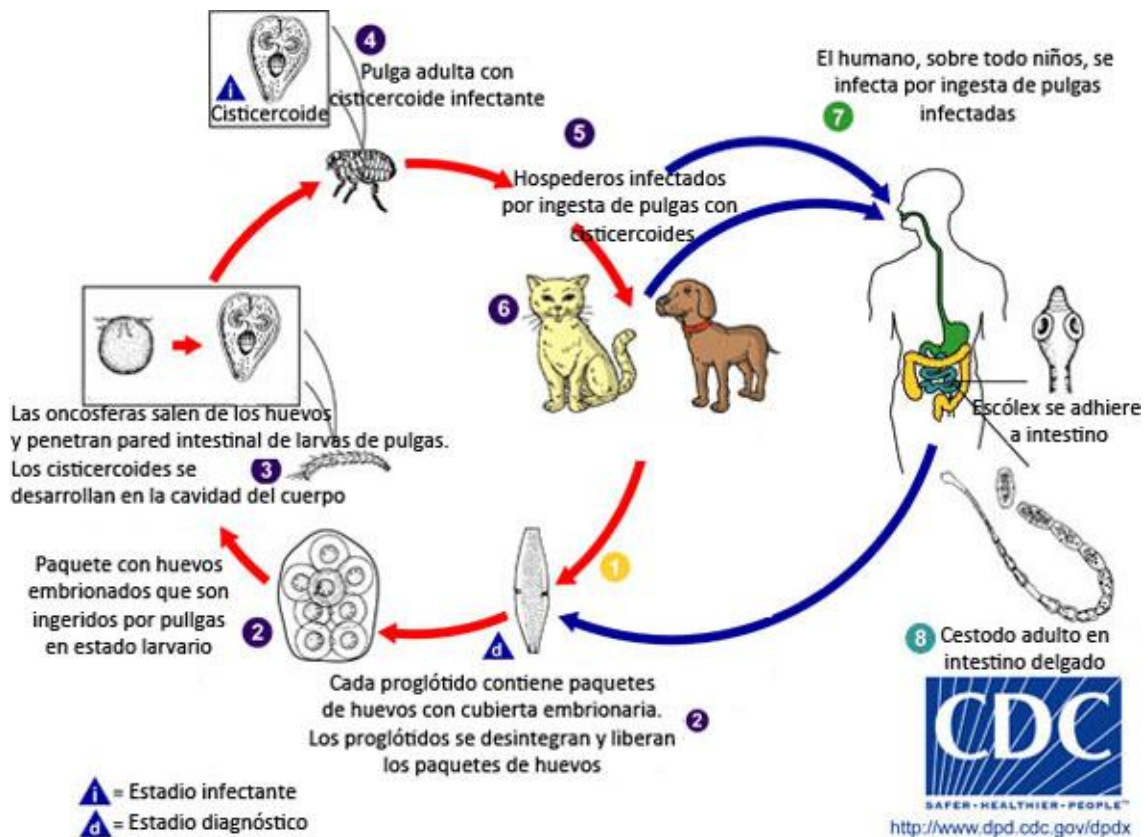 4
Pulga adulta con
cisticercoide infectante
i
Cisticercoide
5
Hospederos infectados
por ingesta de pulgas con
cisticercoides
El humano, sobre todo niños, se
infecta por ingesta de pulgas
infectadas
7
6
Las oncósferas salen de los huevos
y penetran pared intestinal de larvas de pulgas.
Los cisticercoides se
desarrollan en la cavidad del cuerpo
3
Escólex se adhiere
a intestino
Paquete con huevos
embrionados que son
ingeridos por pullgas
en estado larvario
2
1
d
Cada proglótido contiene paquetes
de huevos con cubierta embrionaria.
Los proglótidos se desintegran y liberan
los paquetes de huevos
2
8
Cestodo adulto en
intestino delgado
CDC
SAFER·HEALTHIER·PEOPLE™
http://www.dpd.cdc.gov/dpdx
i = Estadio infectante
d = Estadio diagnóstico